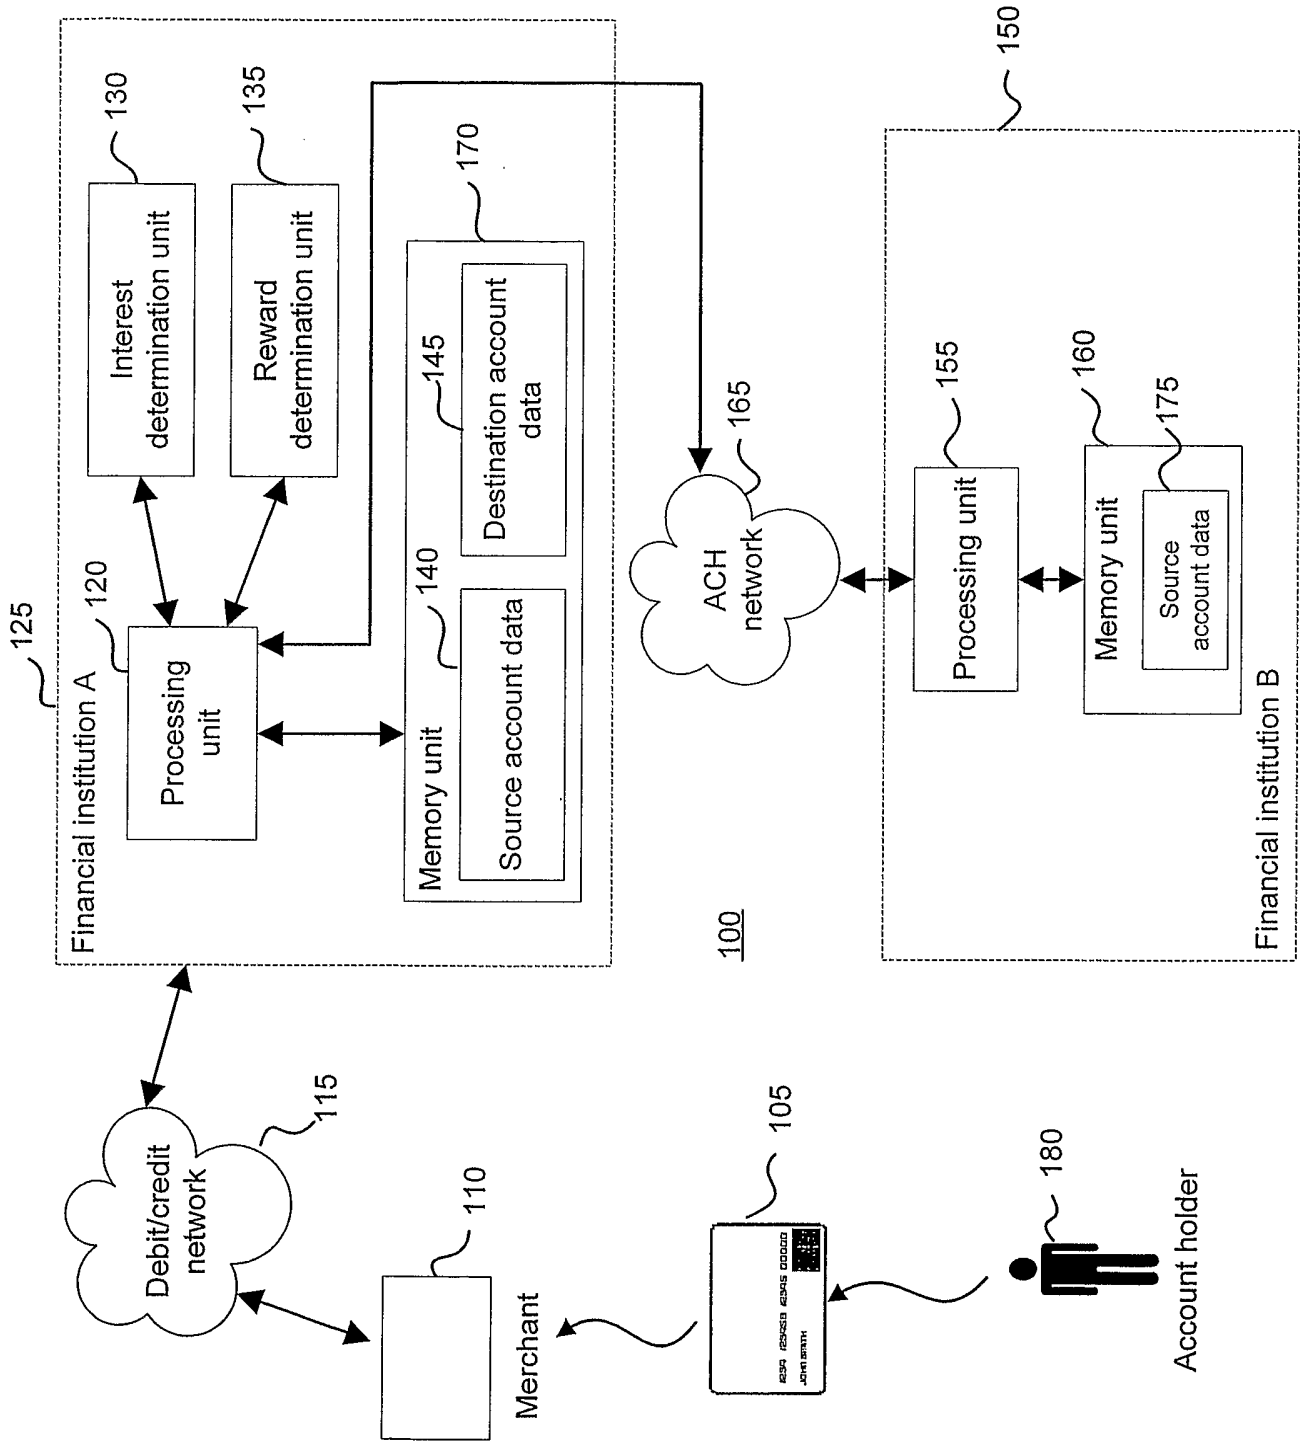 Debit/credit
network
115
Merchant
110
105
JOHN SMITH
Account holder
180
100
Financial institution A
125
Processing
unit
120
Interest
determination unit
130
Reward
determination unit
135
Memory unit
170
Source account data
140
Destination account
data
145
ACH
network
165
150
Processing unit
155
Memory unit
160
Source
account data
175
Financial institution B